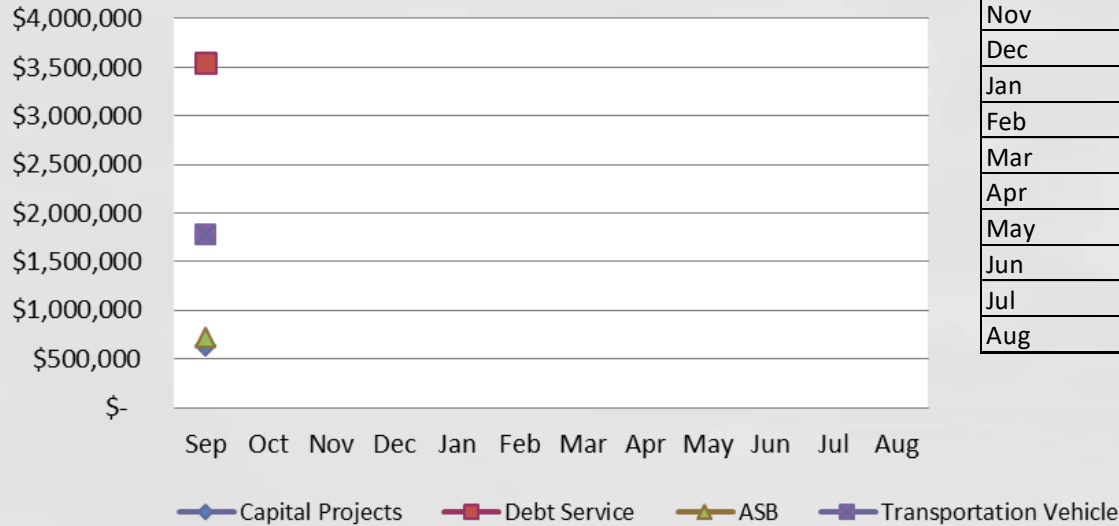 $4,000,000
$3,500,000
$3,000,000
$2,500,000
$2,000,000
$1,500,000
$1,000,000
$500,000
$-
Sep Oct Nov Dec Jan Feb Mar Apr May Jun Jul Aug
Capital Projects Debt Service ASB Transportation Vehicle
Nov
Dec
Jan
Feb
Mar
Apr
May
Jun
Jul
Aug